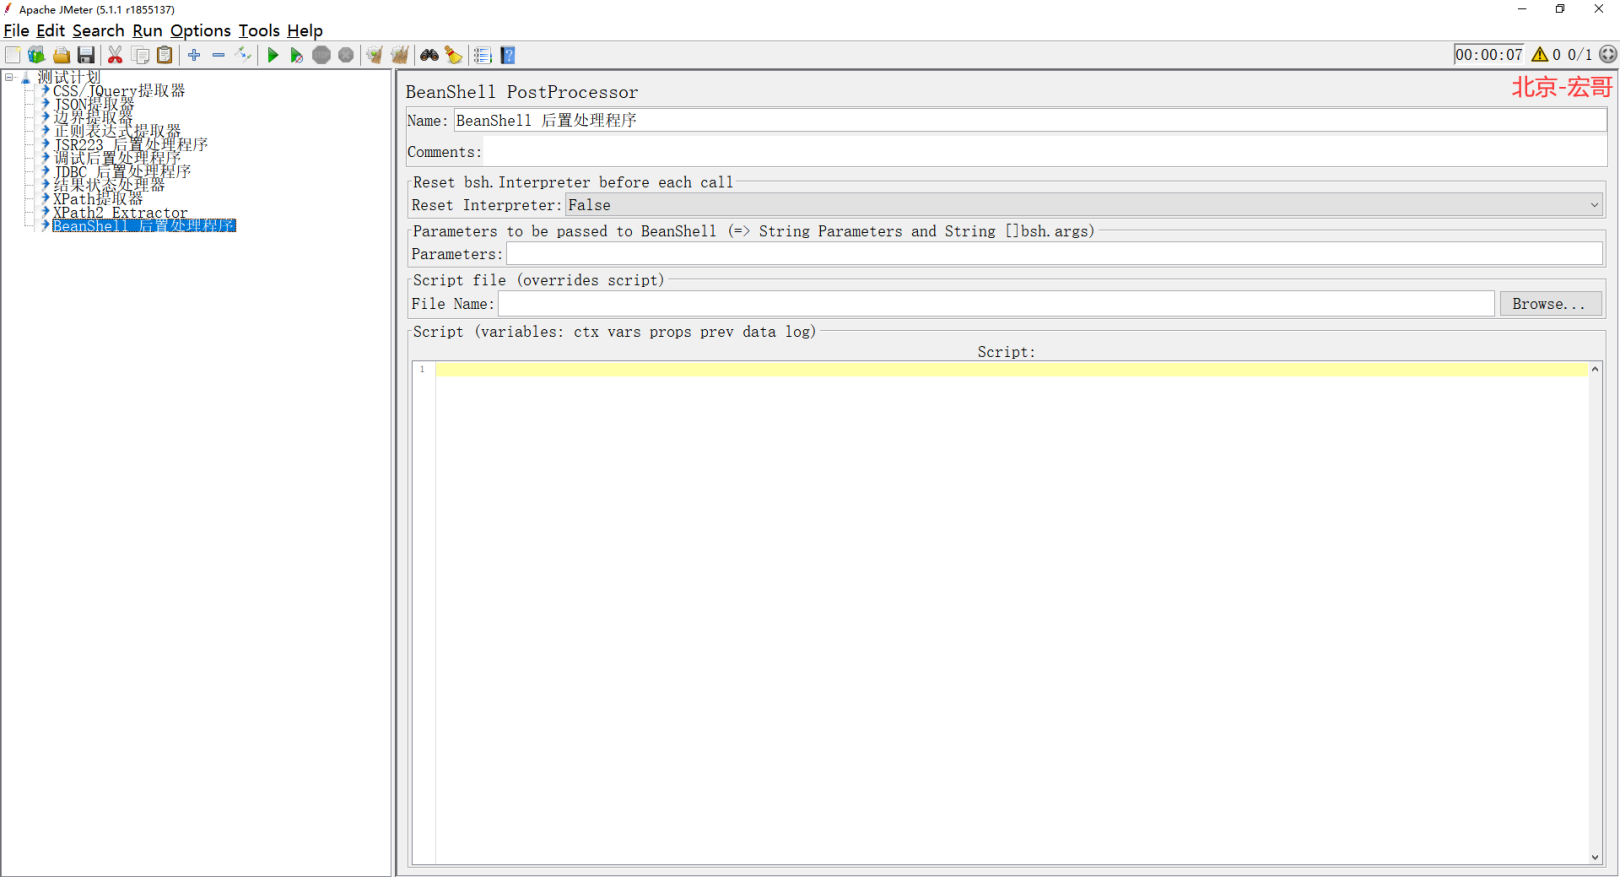 Apache JMeter (5.1.1 r1855137)
File Edit Search Run Options Tools Help
00:00:07 0 0/1
测试计划
CSS/JQuery提取器
JSON提取器
边界提取器
正则表达式提取器
JSR223 后置处理程序
调试后置处理程序
JDBC 后置处理程序
结果状态处理器
XPath提取器
XPath2 Extractor
BeanShell 后置处理程序
北京-宏哥
BeanShell PostProcessor
Name: BeanShell 后置处理程序
Comments:
Reset bsh.Interpreter before each call
Reset Interpreter: False
Parameters to be passed to BeanShell (=> String Parameters and String []bsh.args)
Parameters:
Script file (overrides script)
File Name: Browse...
Script (variables: ctx vars props prev data log)
Script:
1